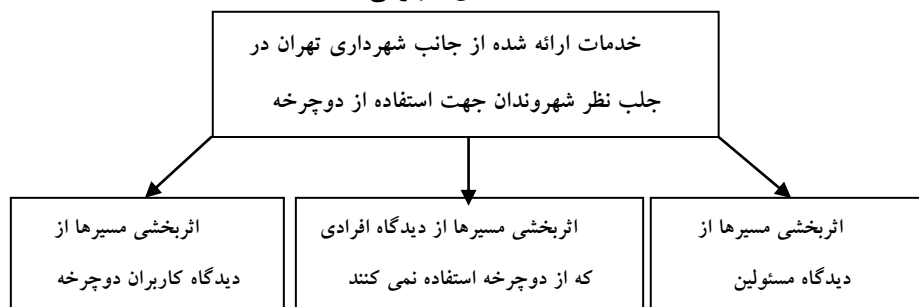 خدمات ارائه شده از جانب شهرداری تهران در
جلب نظر شهروندان جهت استفاده از دوچرخه
اثربخشی مسیرها از
دیدگاه مسئولین
اثربخشی مسیرها از دیدگاه افرادی
که از دوچرخه استفاده نمی کنند
اثربخشی مسیرها از
دیدگاه کاربران دوچرخه